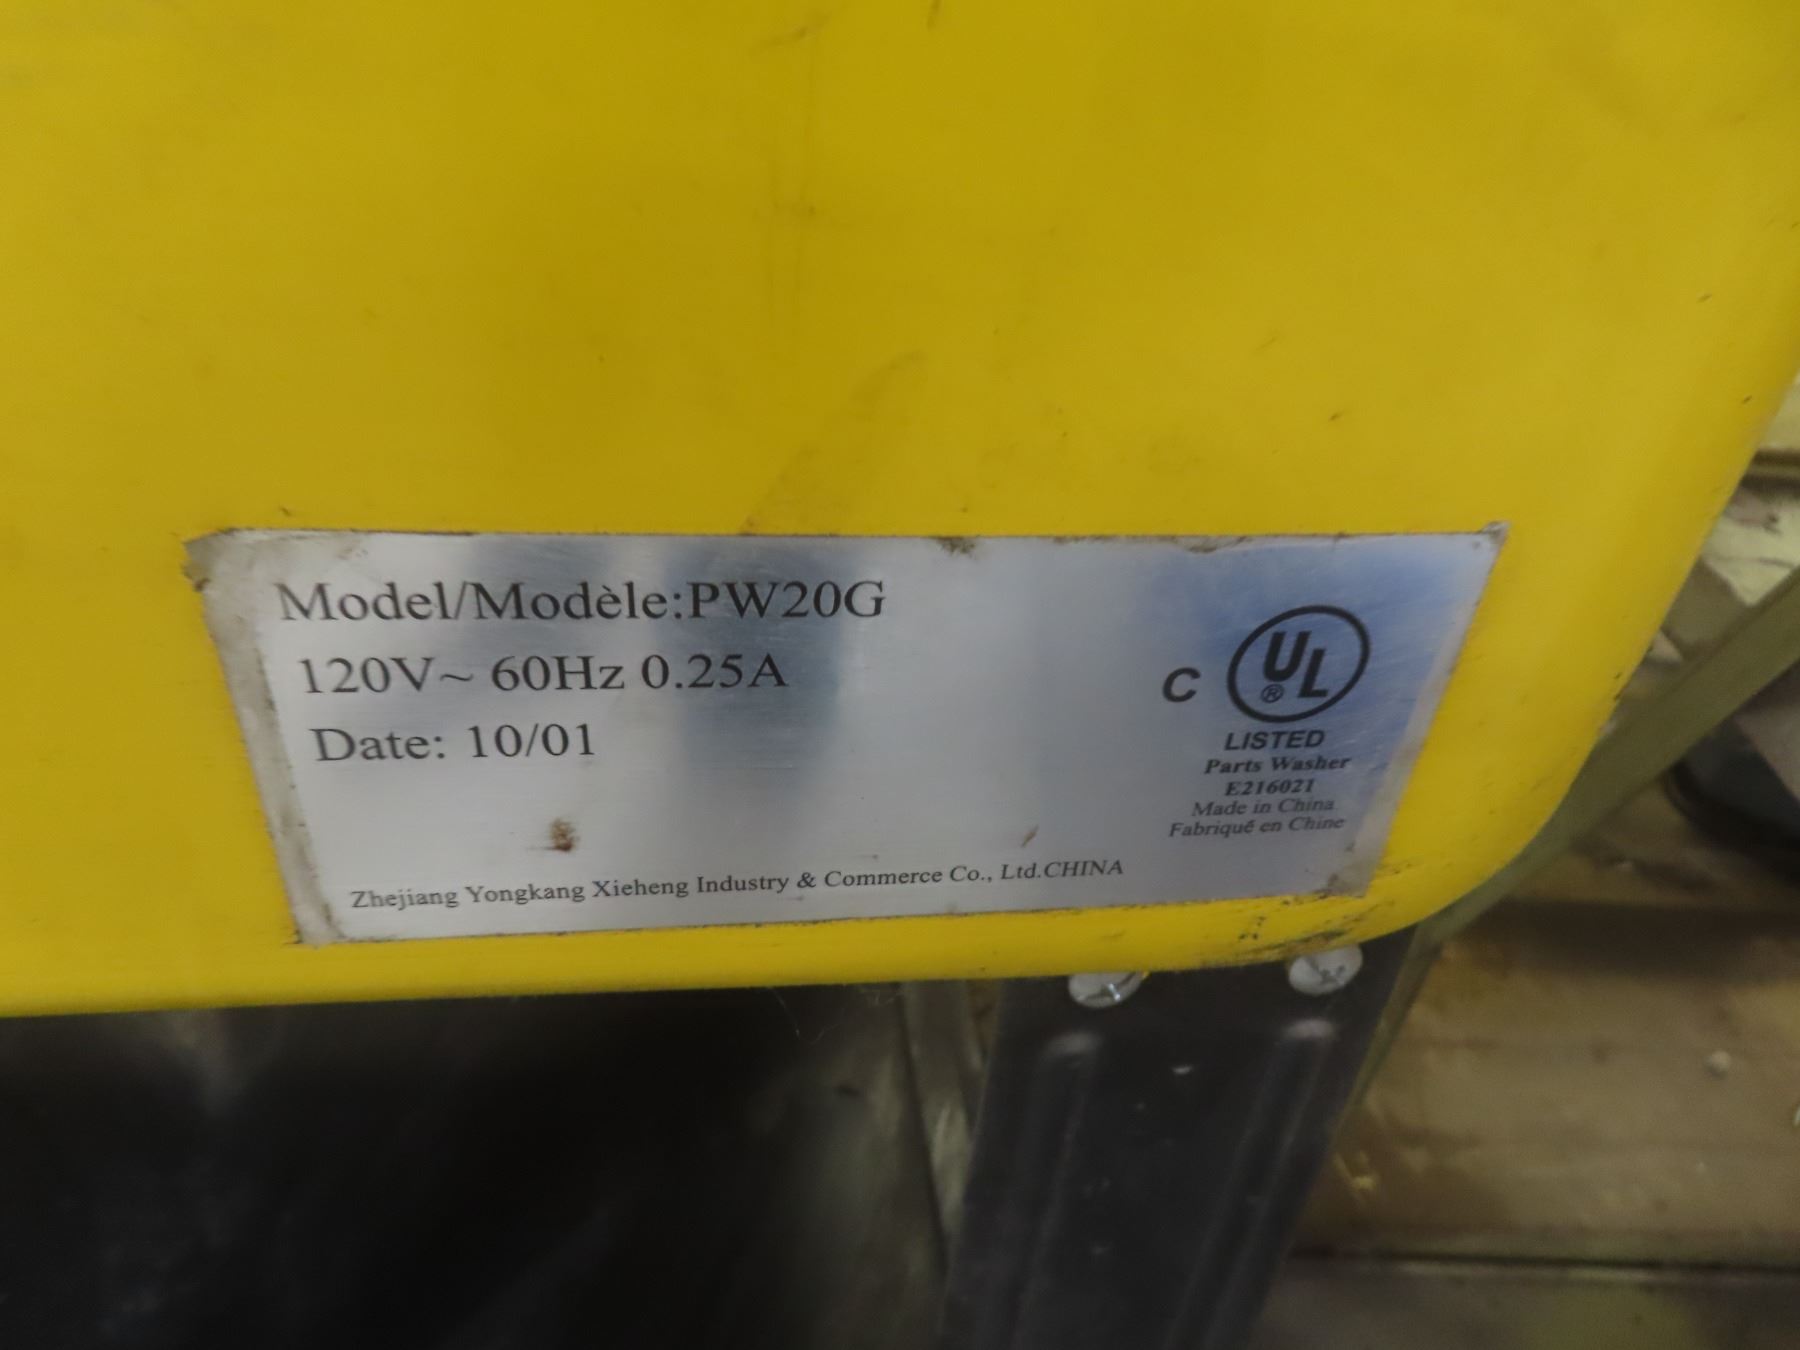 Model/Modèle:PW20G
120V~ 60Hz 0.25A
Date: 10/01
C UL ®
LISTED
Parts Washer
E216021
Made in China
Fabriqué en Chine
Zhejiang Yongkang Xieheng Industry & Commerce Co., Ltd.CHINA